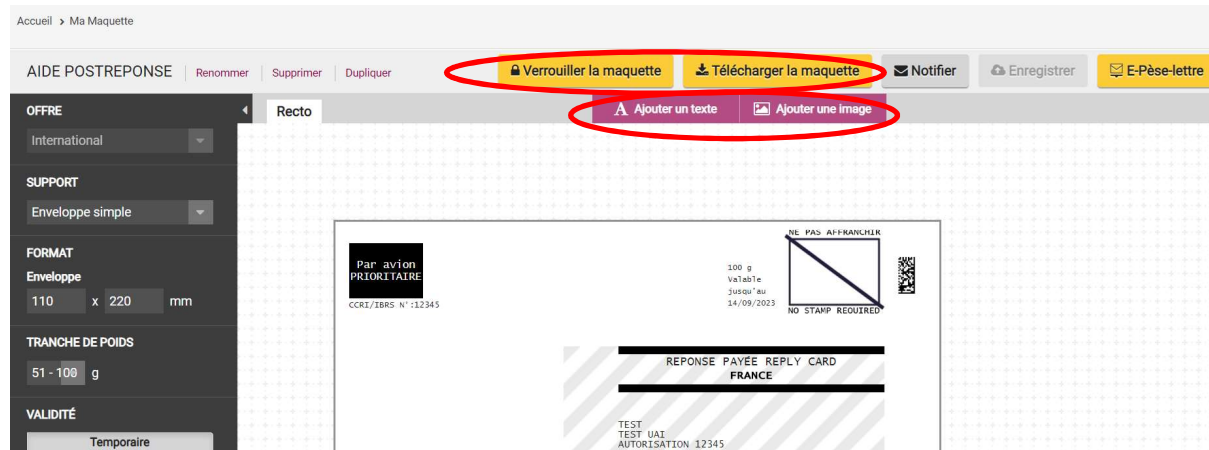 Accueil > Ma Maquette
AIDE POSTREPONSE Renommer Supprimer Dupliquer Verrouiller la maquette Télécharger la maquette Notifier Enregistrer E-Pèse-lettre
OFFRE
Recto
Ajouter un texte Ajouter une image
International
SUPPORT
Enveloppe simple
FORMAT
Enveloppe
110 x 220 mm
TRANCHE DE POIDS
51 - 100 g
VALIDITÉ
Temporaire
Par avion
PRIORITAIRE
CCRI/IBRS N°:12345
100 g
Valable
jusqu'au
14/09/2023
NE PAS AFFRANCHIR
NO STAMP REQUIRED
REPONSE PAYÉE REPLY CARD
FRANCE
TEST
TEST UAI
AUTORISATION 12345